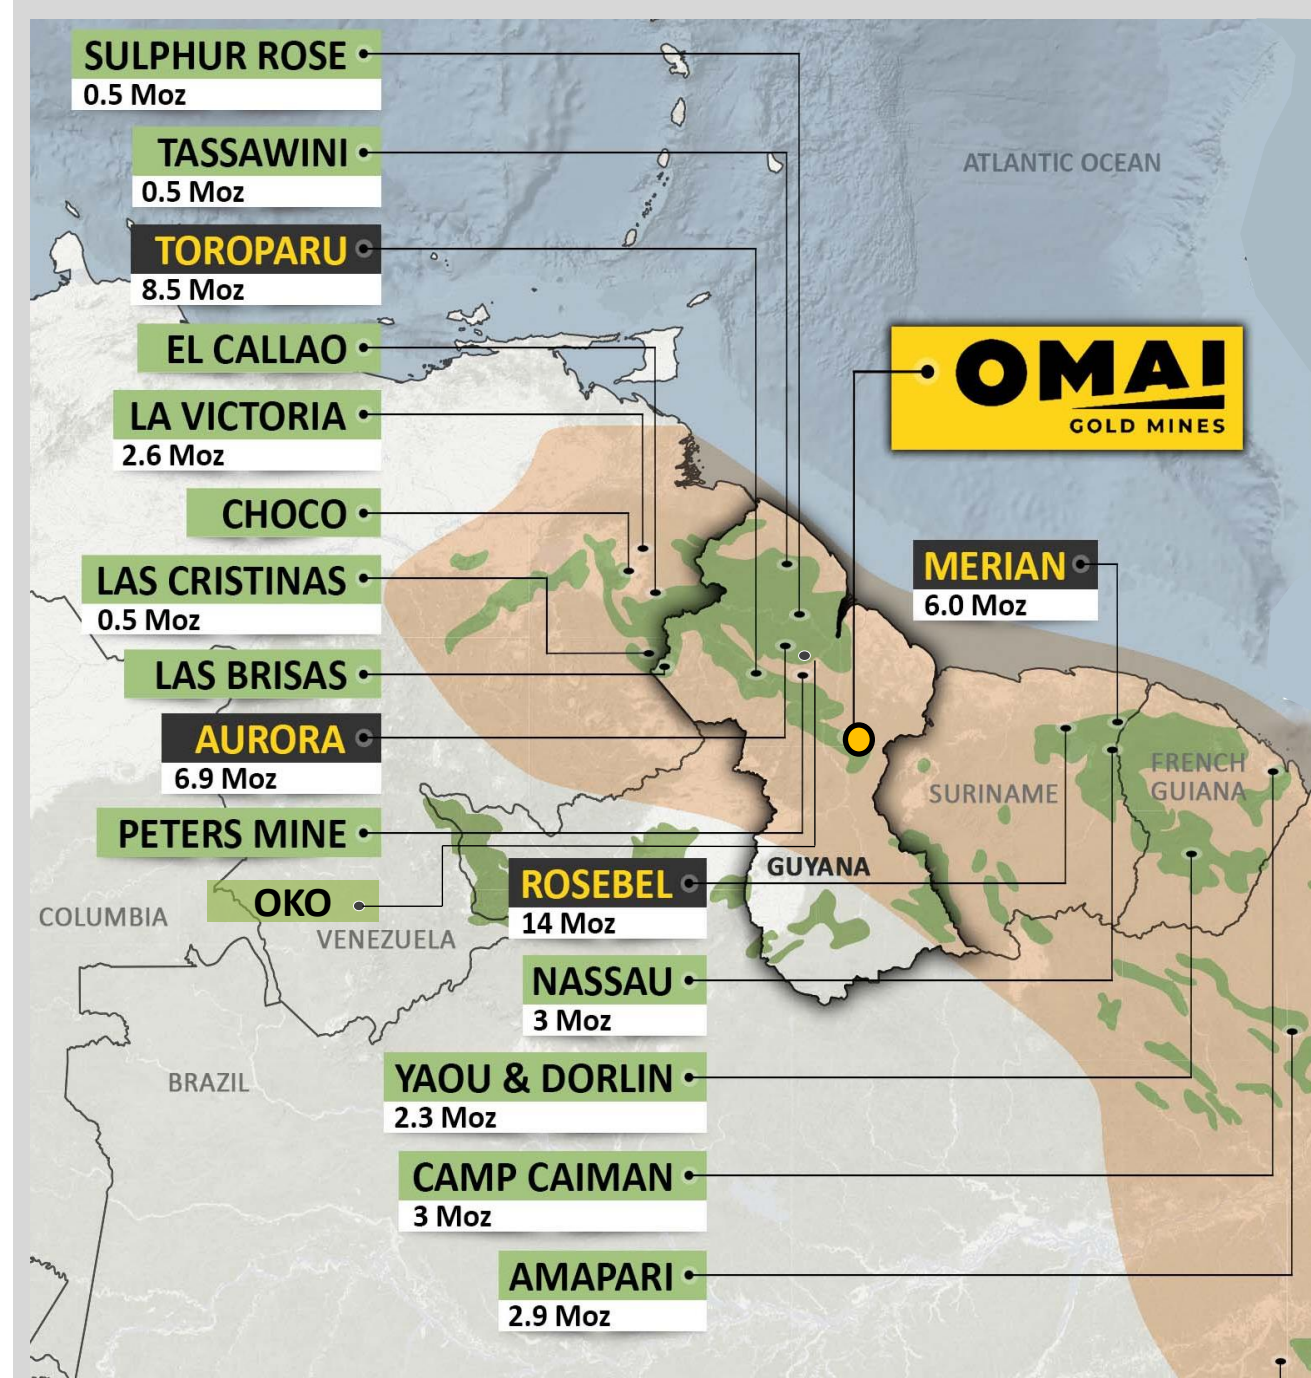 SULPHUR ROSE
0.5 Moz
TASSAWINI
0.5 Moz
TOROPARU
8.5 Moz
EL CALLAO
LA VICTORIA
2.6 Moz
CHOCO
LAS CRISTINAS
0.5 Moz
LAS BRISAS
AURORA
6.9 Moz
PETERS MINE
OKO
COLUMBIA
VENEZUELA
BRAZIL
ATLANTIC OCEAN
OMAI
GOLD MINES
MERIAN
6.0 Moz
SURINAME
FRENCH
GUIANA
GUYANA
ROSEBEL
14 Moz
NASSAU
3 Moz
YAOU & DORLIN
2.3 Moz
CAMP CAIMAN
3 Moz
AMAPARI
2.9 Moz